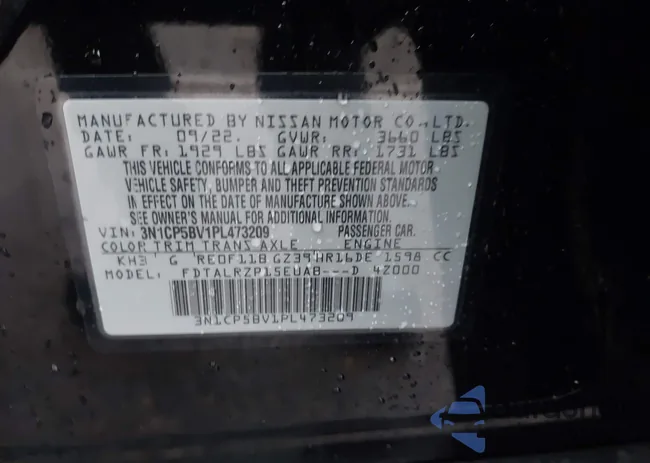 MANUFACTURED BY NISSAN MOTOR CO.,LTD.
DATE: 09/22. GVWR: 3660 LBS
GAWR FR: 1929 LBS GAWR RR: 1731 LBS
THIS VEHICLE CONFORMS TO ALL APPLICABLE FEDERAL MOTOR
VEHICLE SAFETY, BUMPER AND THEFT PREVENTION STANDARDS
IN EFFECT ON THE DATE OF MANUFACTURE SHOWN ABOVE.
SEE OWNER'S MANUAL FOR ADDITIONAL INFORMATION
VIN: 3N1CP5BV1PL473209 PASSENGER CAR.
COLOR TRIM TRANS AXLE ENGINE
KH3 G RE0F11B GZ39 HR16DE 1598 CC
MODEL: FDTALRZP15EUAB---D 4Z000
3N1CP5BV1PL473209